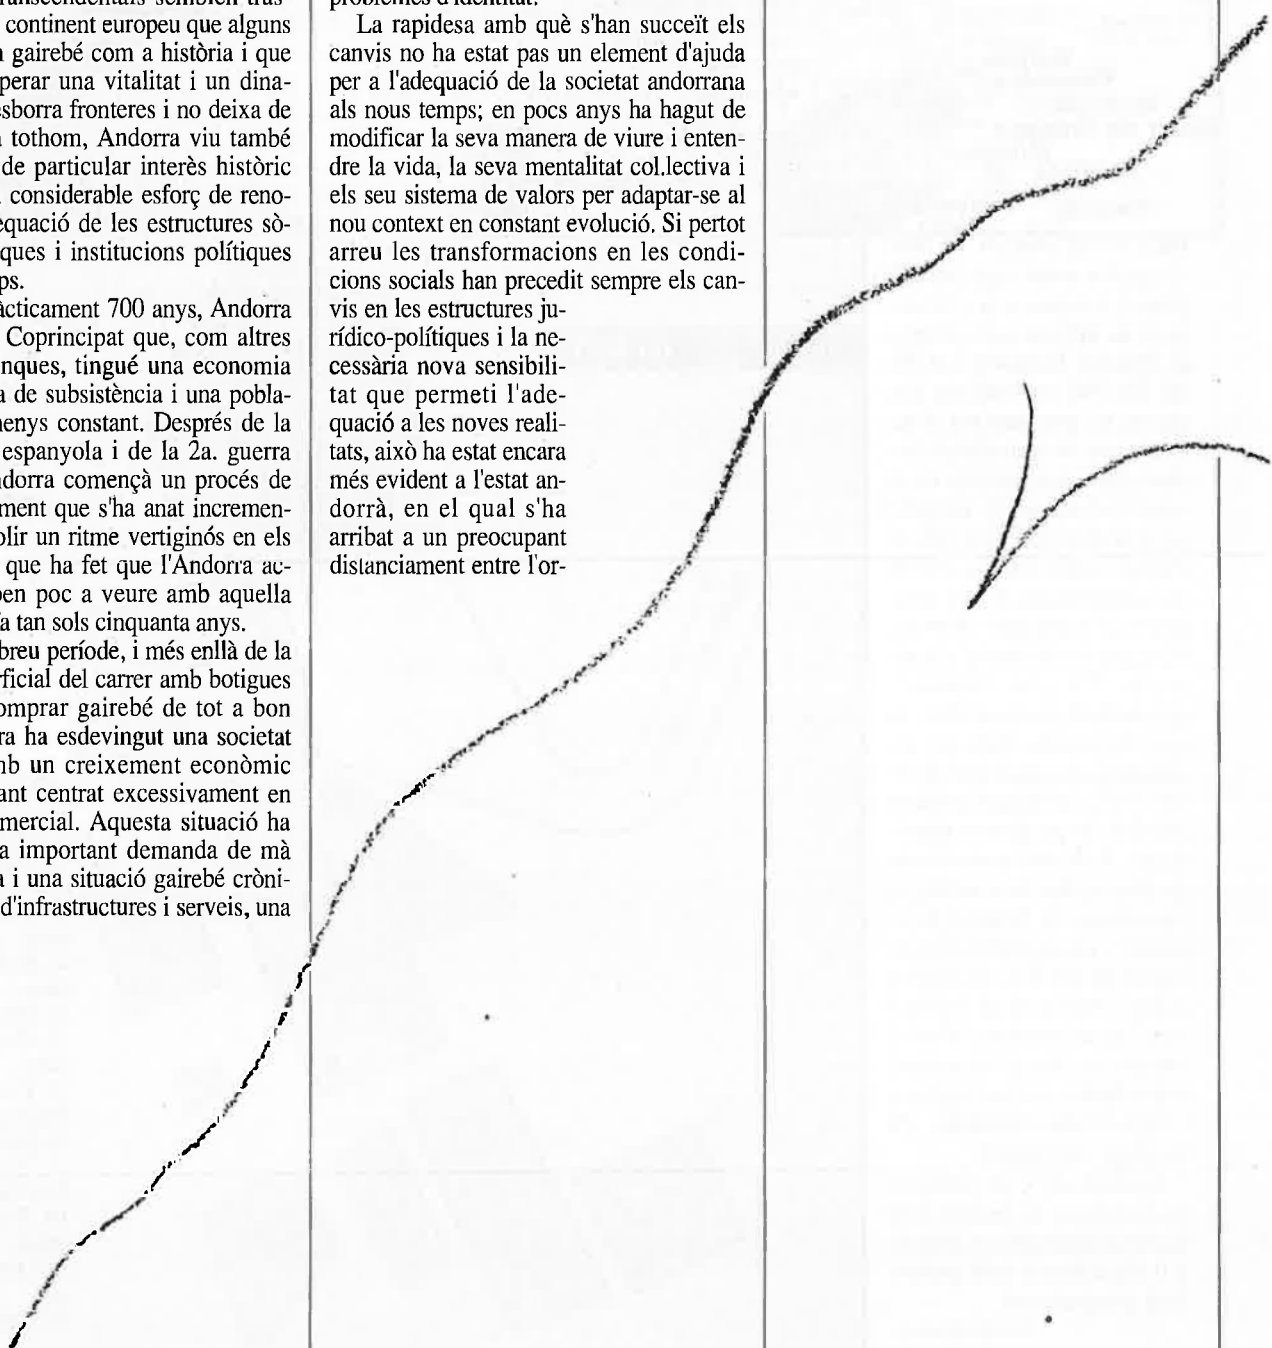 continent europeu que alguns
gairebé com a història i que
perar una vitalitat i un dina-
sborra fronteres i no deixa de
tothom, Andorra viu també
de particular interès històric
considerable esforç de reno-
equació de les estructures sò-
ques i institucions polítiques
ps.
àcticament 700 anys, Andorra
Coprincipat que, com altres
nques, tingué una economia
de subsistència i una pobla-
nenys constant. Després de la
espanyola i de la 2a. guerra
ndorra començà un procés de
ment que s'ha anat incremen-
olir un ritme vertiginós en els
que ha fet que l'Andorra ac-
en poc a veure amb aquella
a tan sols cinquanta anys.
breu període, i més enllà de la
ficial del carrer amb botigues
omprar gairebé de tot a bon
ra ha esdevingut una societat
nb un creixement econòmic
ant centrat excessivament en
mercial. Aquesta situació ha
a important demanda de mà
i una situació gairebé cròni-
d'infrastructures i serveis, una
problemes d'identitat.
La rapidesa amb què s'han succeït els
canvis no ha estat pas un element d'ajuda
per a l'adequació de la societat andorrana
als nous temps; en pocs anys ha hagut de
modificar la seva manera de viure i enten-
dre la vida, la seva mentalitat col.lectiva i
els seu sistema de valors per adaptar-se al
nou context en constant evolució. Si pertot
arreu les transformacions en les condi-
cions socials han precedit sempre els can-
vis en les estructures ju-
rídico-polítiques i la ne-
cessària nova sensibili-
tat que permeti l'ade-
quació a les noves reali-
tats, això ha estat encara
més evident a l'estat an-
dorrà, en el qual s'ha
arribat a un preocupant
distanciament entre l'or-